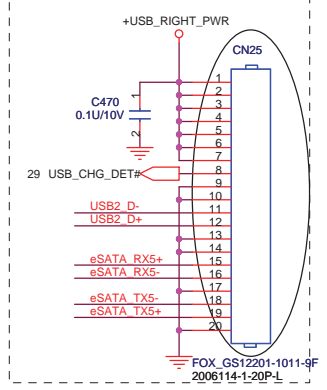 +USB_RIGHT_PWR
CN25
C470
0.1U/10V
1
2
1
2
3
4
5
6
7
29 USB_CHG_DET#
8
9
10
USB2_D-
11
USB2_D+
12
13
14
eSATA_RX5+
15
eSATA_RX5-
16
17
eSATA_TX5-
18
eSATA_TX5+
19
20
FOX_GS12201-1011-9F
2006114-1-20P-L